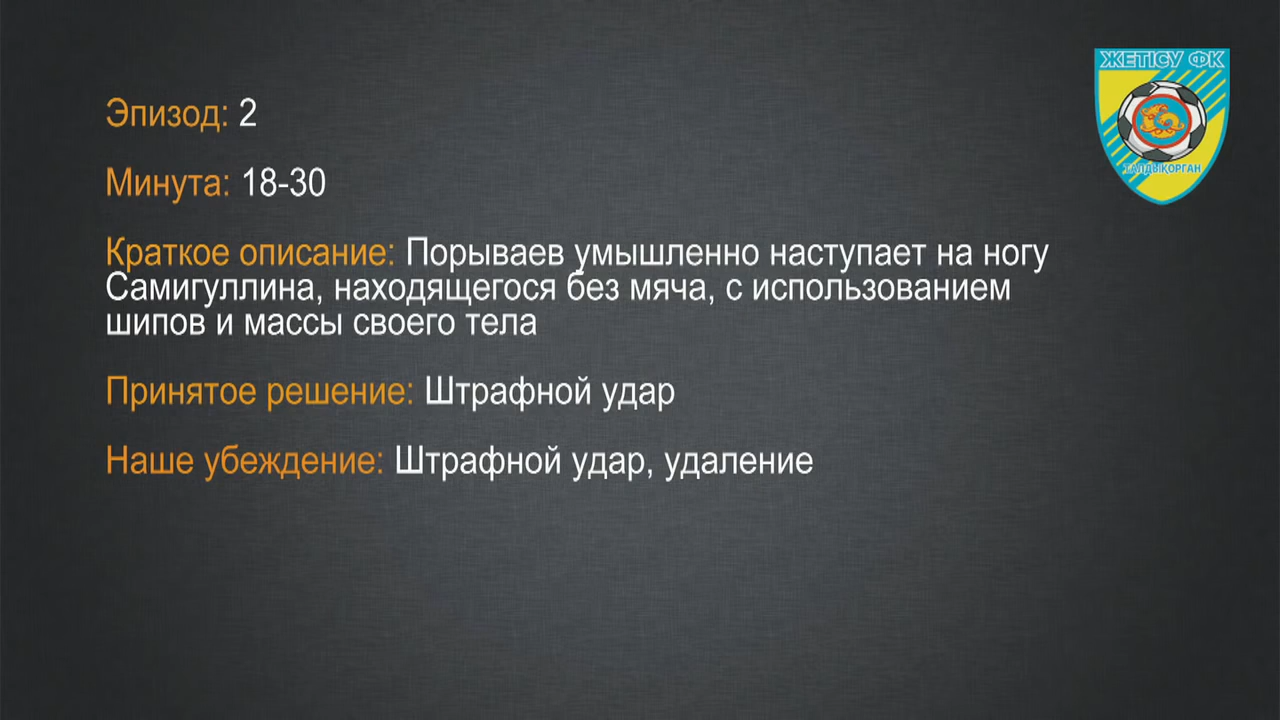 ЖЕТІСУ ФК
ТАЛДЫҚОРҒАН
Эпизод: 2
Минута: 18-30
Краткое описание: Порываев умышленно наступает на ногу
Самигуллина, находящегося без мяча, с использованием
шипов и массы своего тела
Принятое решение: Штрафной удар
Наше убеждение: Штрафной удар, удаление